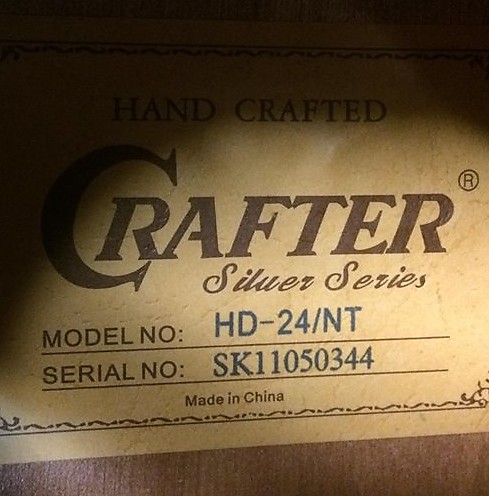 HAND CRAFTED
CRAFTER®
Silver Series
MODEL NO: HD-24/NT
SERIAL NO: SK11050344
Made in China